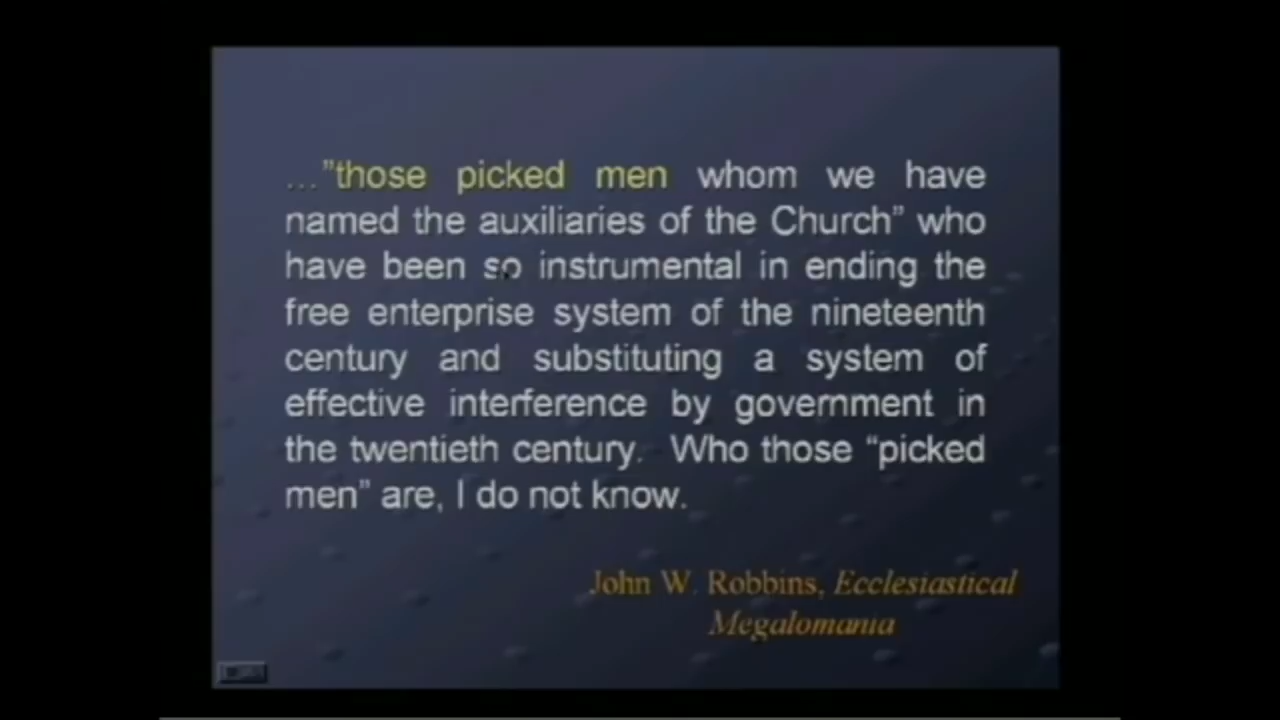 …”those picked men whom we have
named the auxiliaries of the Church” who
have been so instrumental in ending the
free enterprise system of the nineteenth
century and substituting a system of
effective interference by government in
the twentieth century. Who those “picked
men” are, I do not know.
John W. Robbins, Ecclesiastical
Megalomania